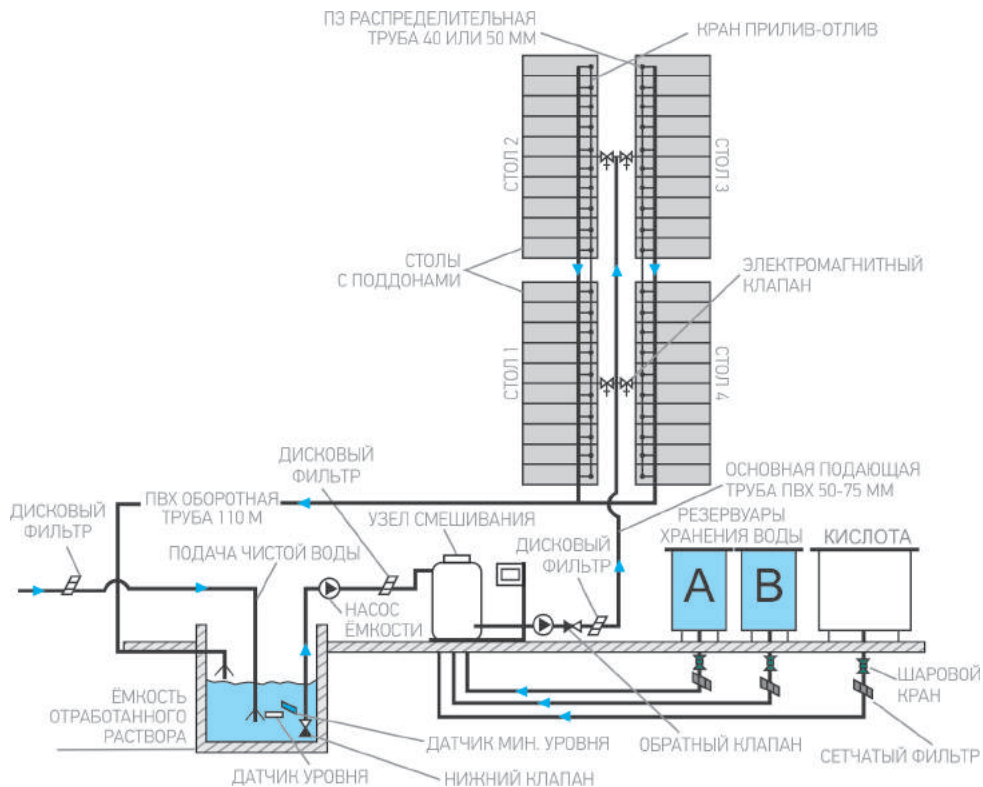 ПЭ РАСПРЕДЕЛИТЕЛЬНАЯ
ТРУБА 40 ИЛИ 50 ММ
КРАН ПРИЛИВ-ОТЛИВ
СТОЛ 2
СТОЛ 3
СТОЛЫ
С ПОДДОНАМИ
ЭЛЕКТРОМАГНИТНЫЙ
КЛАПАН
СТОЛ 1
СТОЛ 4
ДИСКОВЫЙ
ФИЛЬТР
ПВХ ОБОРОТНАЯ
ТРУБА 110 М
ДИСКОВЫЙ
ФИЛЬТР
УЗЕЛ СМЕШИВАНИЯ
ОСНОВНАЯ ПОДАЮЩАЯ
ТРУБА ПВХ 50-75 ММ
РЕЗЕРВУАРЫ
ХРАНЕНИЯ ВОДЫ
КИСЛОТА
ПОДАЧА ЧИСТОЙ ВОДЫ
ДИСКОВЫЙ
ФИЛЬТР
A
B
НАСОС
ЁМКОСТИ
ЁМКОСТЬ
ОТРАБОТАННОГО
РАСТВОРА
ШАРОВОЙ
КРАН
ДАТЧИК МИН. УРОВНЯ
ОБРАТНЫЙ КЛАПАН
СЕТЧАТЫЙ ФИЛЬТР
ДАТЧИК УРОВНЯ
НИЖНИЙ КЛАПАН